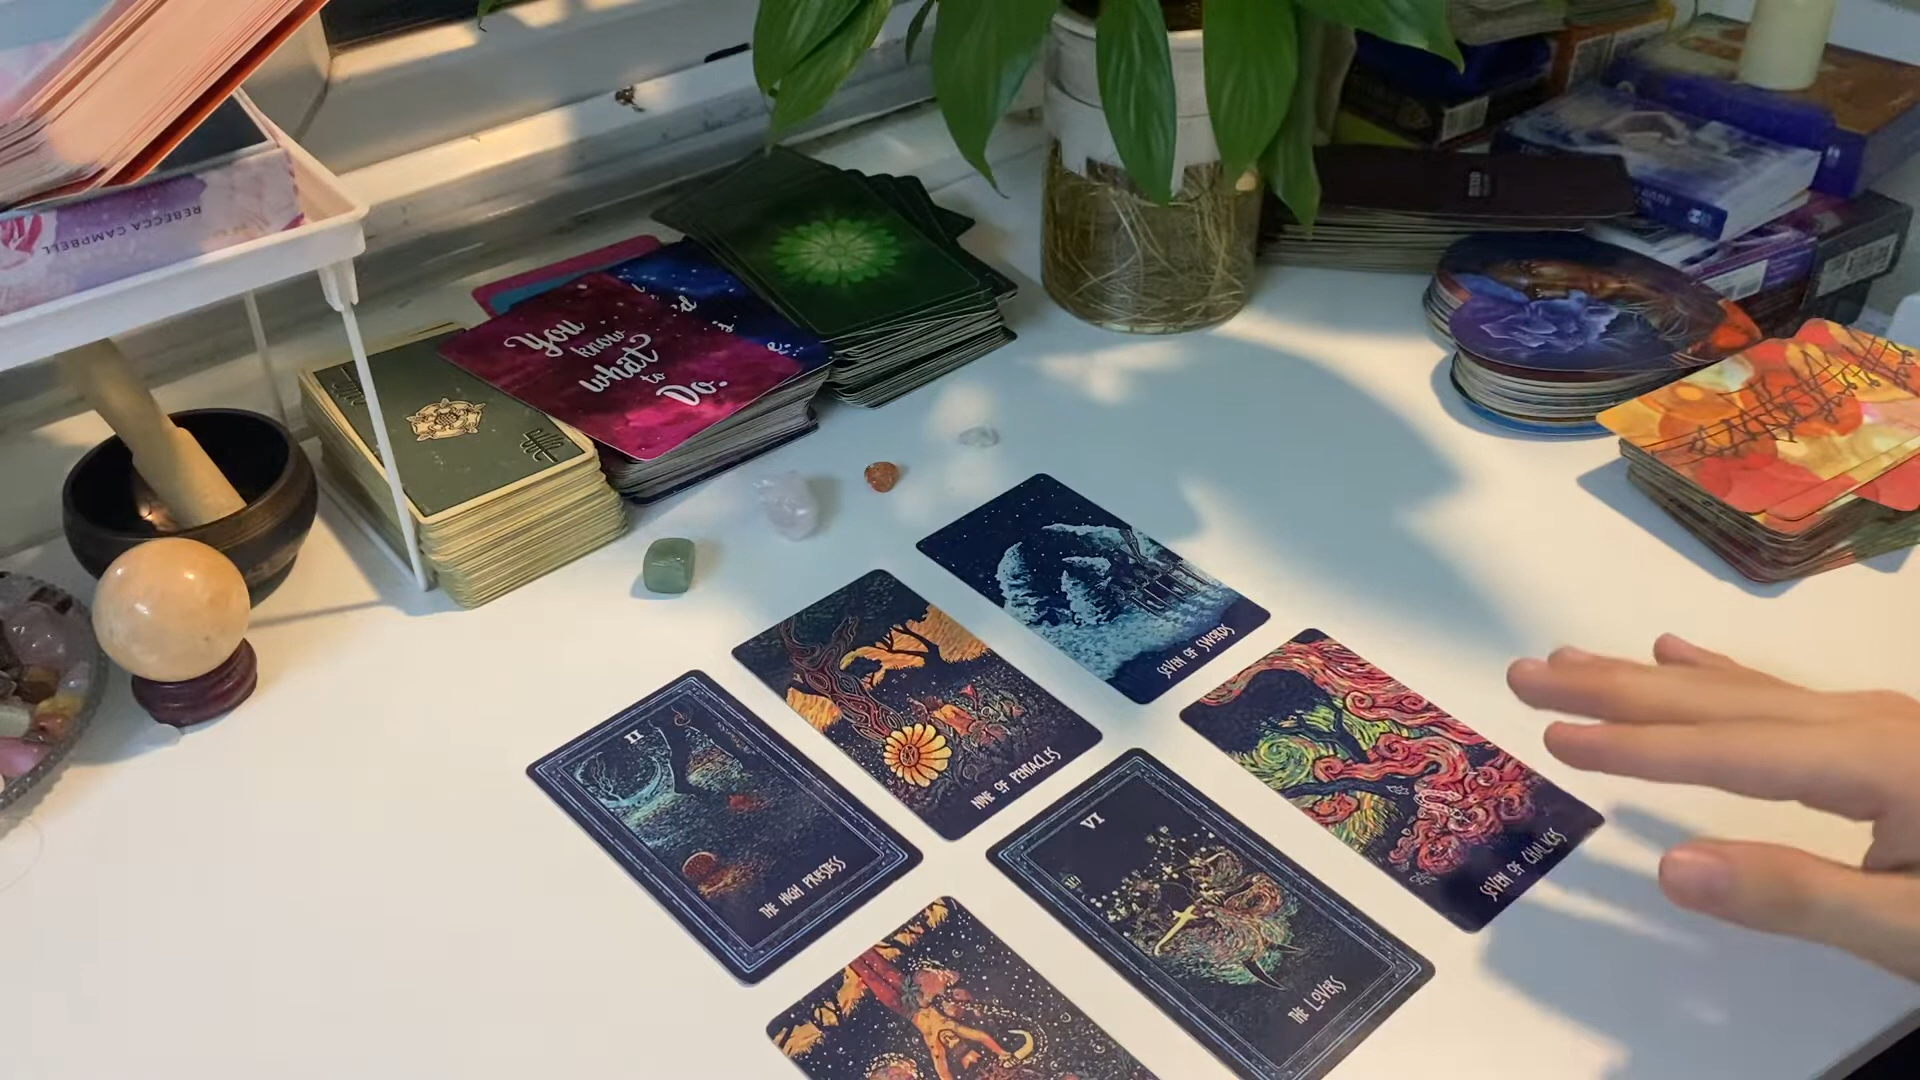 REBECCA CAMPBELL
You
know
what
to
Do.
SEVEN OF SWORDS
NINE OF PENTACLES
II
THE HIGH PRIESTESS
SEVEN OF CHALICES
VI
THE LOVERS